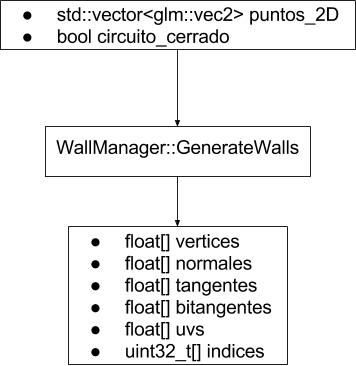 ● std::vector<glm::vec2> puntos_2D
● bool circuito_cerrado
WallManager::GenerateWalls
● float[] vertices
● float[] normales
● float[] tangentes
● float[] bitangentes
● float[] uvs
● uint32_t[] indices